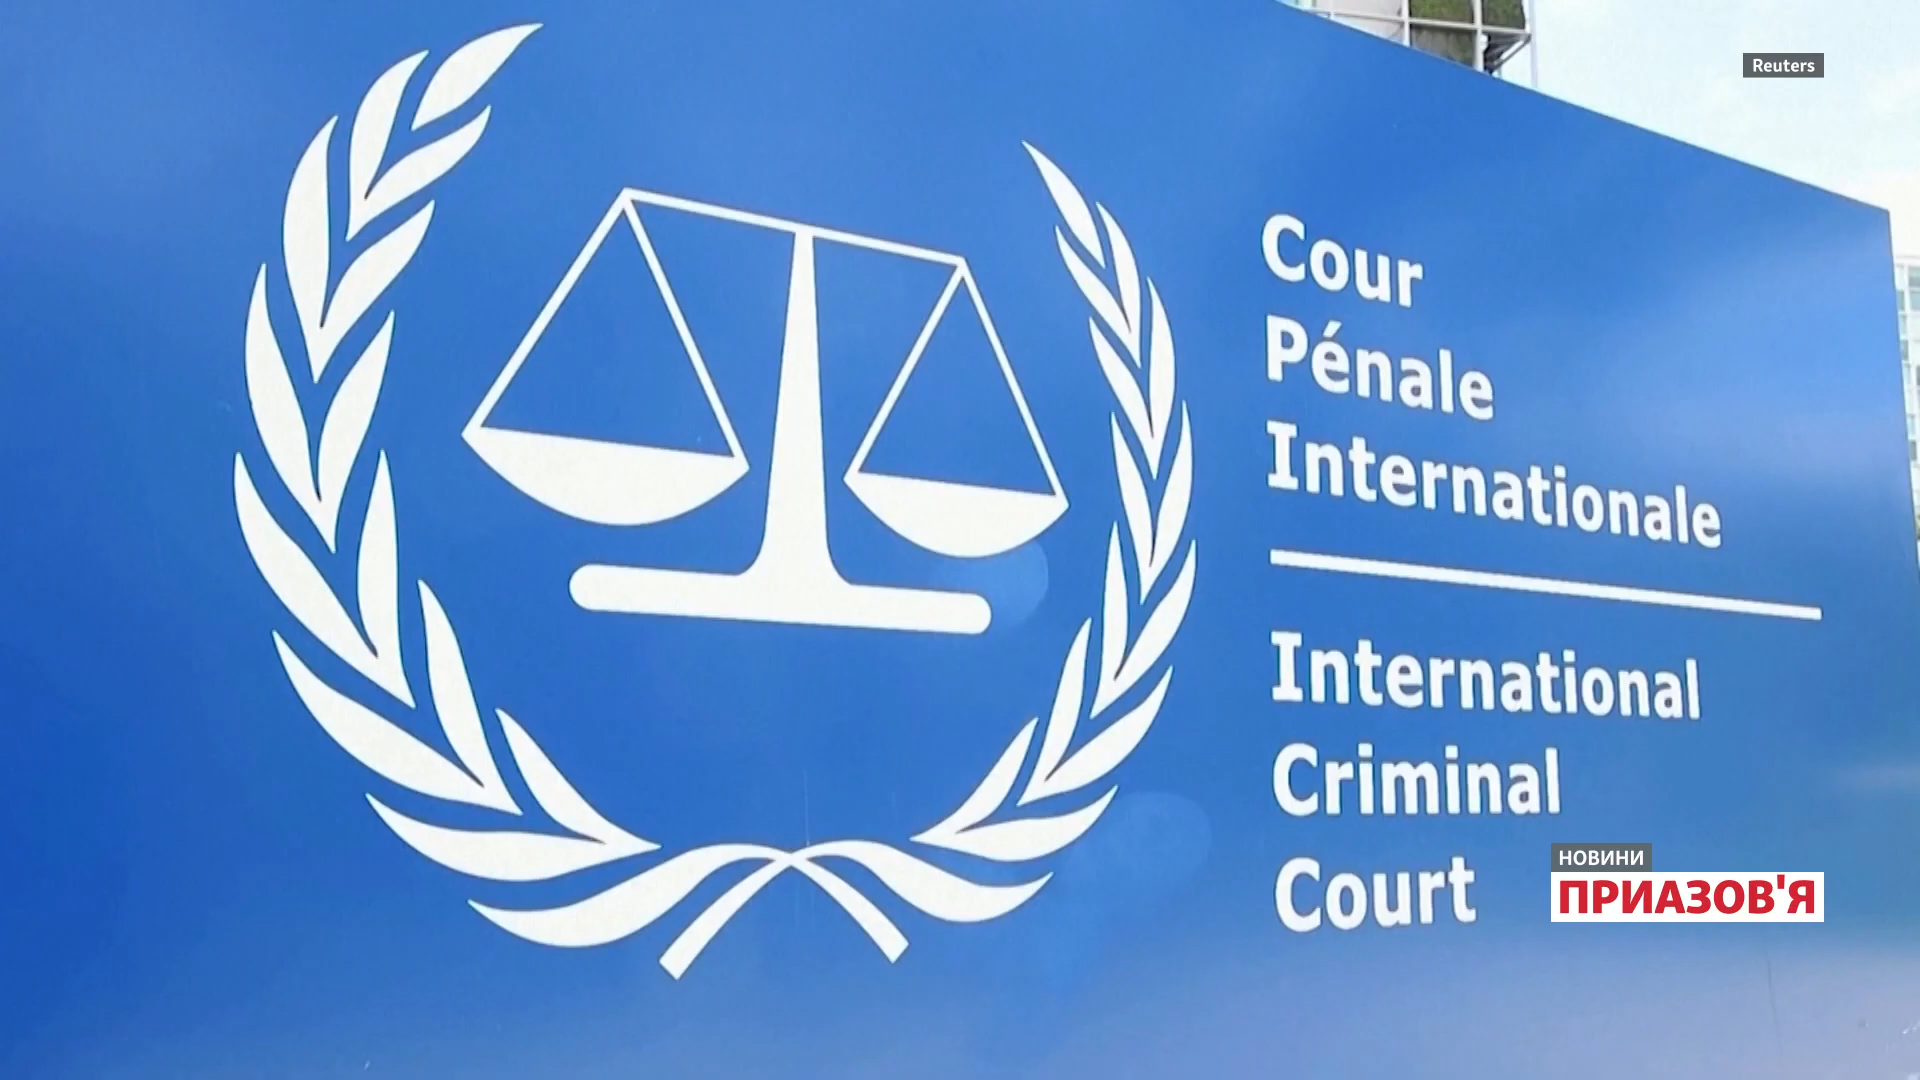 Reuters
Cour
Pénale
Internationale
International
Criminal
Court
НОВИНИ
ПРИАЗОВ'Я